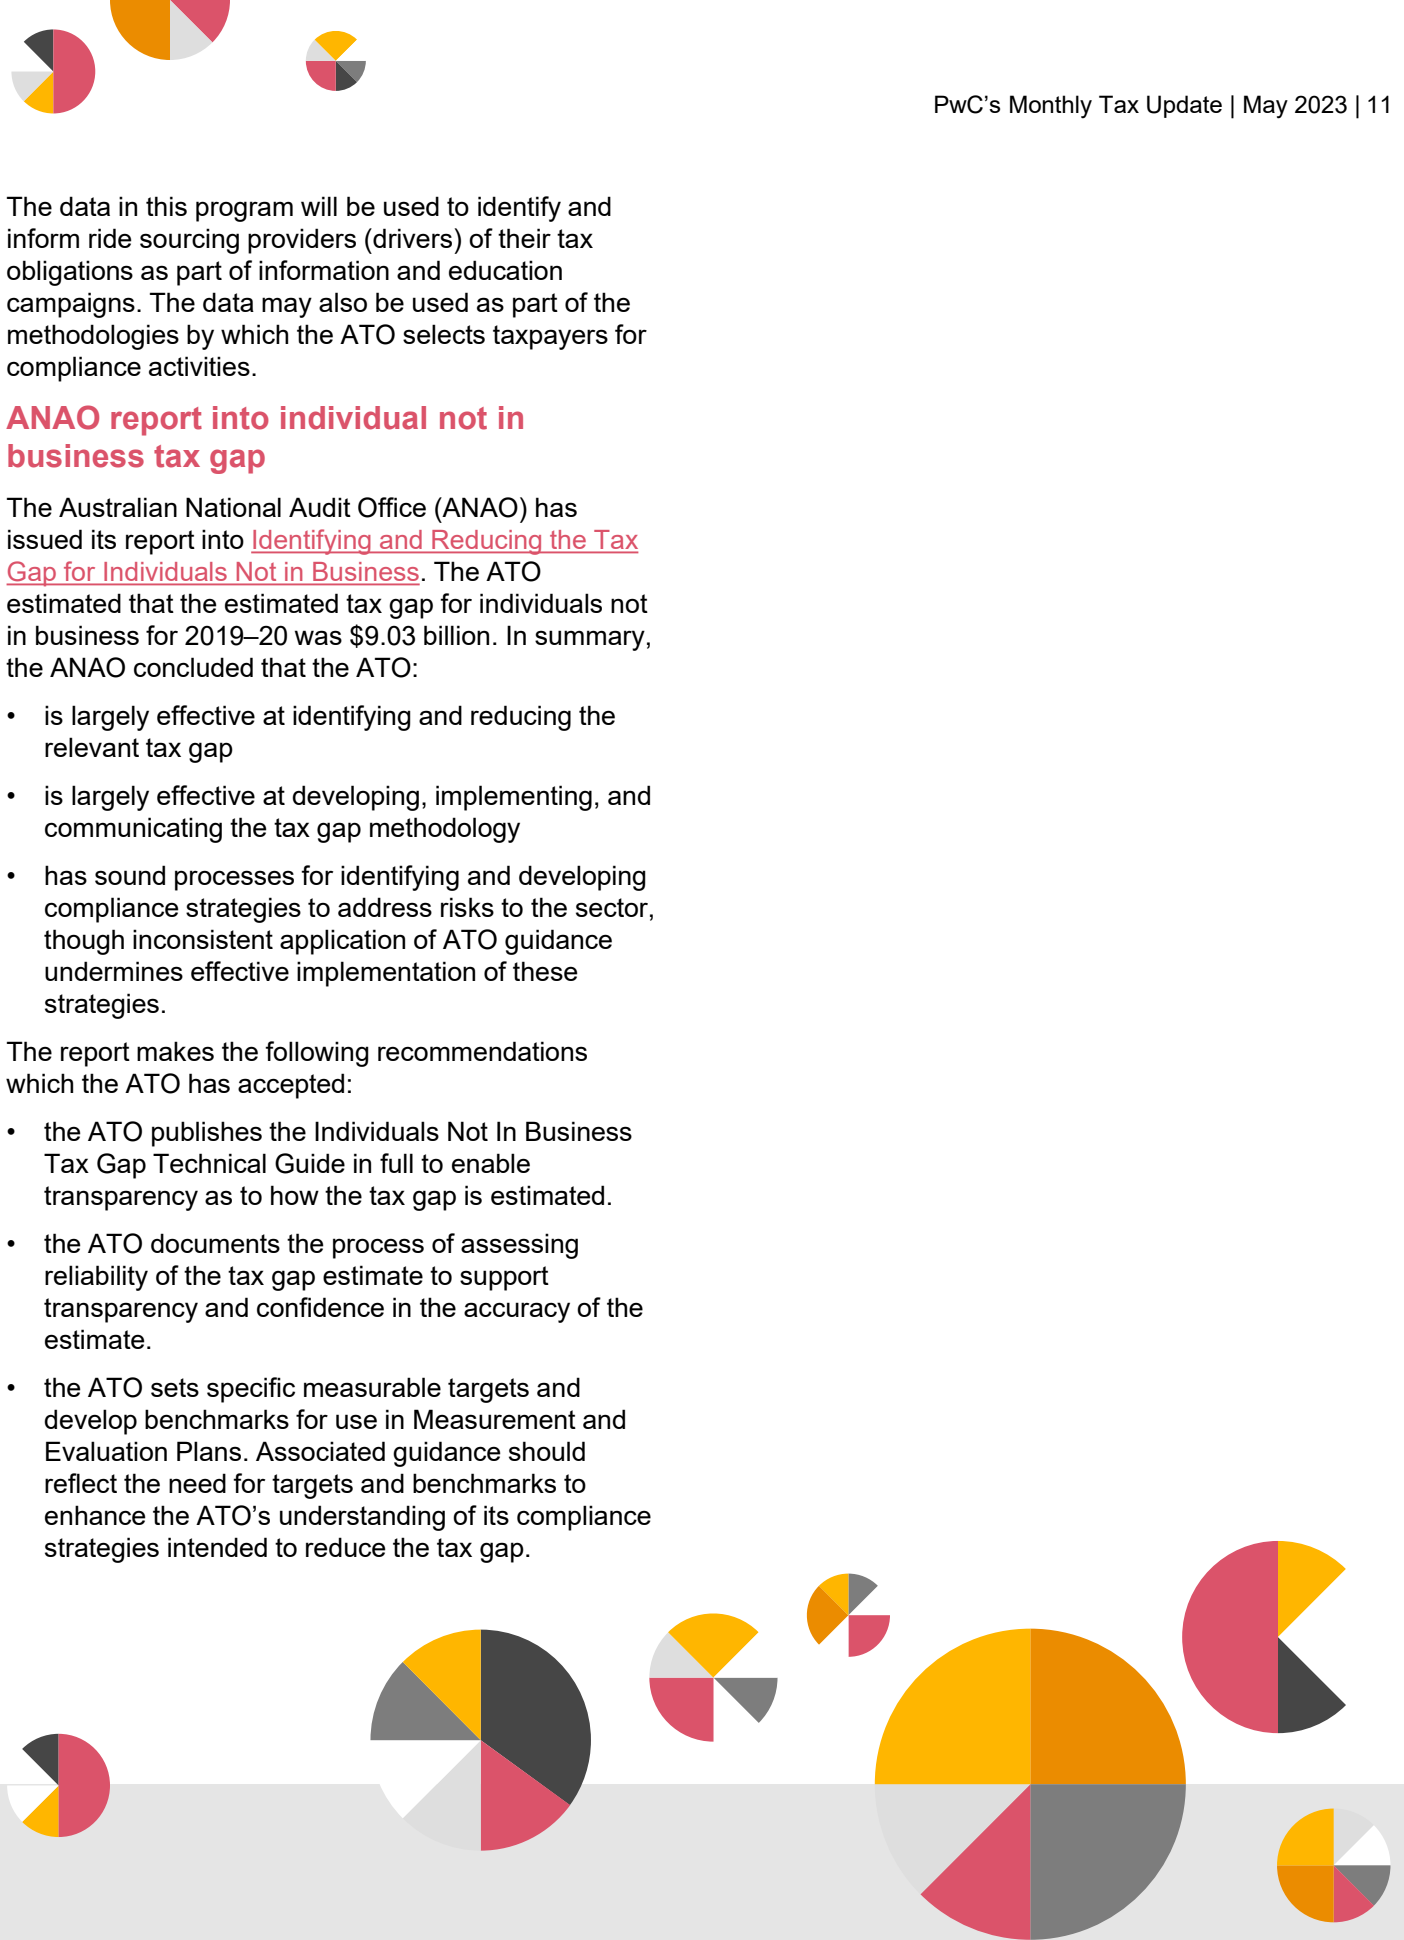 PwC’s Monthly Tax Update | May 2023 | 11
The data in this program will be used to identify and
inform ride sourcing providers (drivers) of their tax
obligations as part of information and education
campaigns. The data may also be used as part of the
methodologies by which the ATO selects taxpayers for
compliance activities.
ANAO report into individual not in
business tax gap
The Australian National Audit Office (ANAO) has
issued its report into Identifying and Reducing the Tax
Gap for Individuals Not in Business. The ATO
estimated that the estimated tax gap for individuals not
in business for 2019–20 was $9.03 billion. In summary,
the ANAO concluded that the ATO:
• is largely effective at identifying and reducing the
relevant tax gap
• is largely effective at developing, implementing, and
communicating the tax gap methodology
• has sound processes for identifying and developing
compliance strategies to address risks to the sector,
though inconsistent application of ATO guidance
undermines effective implementation of these
strategies.
The report makes the following recommendations
which the ATO has accepted:
• the ATO publishes the Individuals Not In Business
Tax Gap Technical Guide in full to enable
transparency as to how the tax gap is estimated.
• the ATO documents the process of assessing
reliability of the tax gap estimate to support
transparency and confidence in the accuracy of the
estimate.
• the ATO sets specific measurable targets and
develop benchmarks for use in Measurement and
Evaluation Plans. Associated guidance should
reflect the need for targets and benchmarks to
enhance the ATO’s understanding of its compliance
strategies intended to reduce the tax gap.